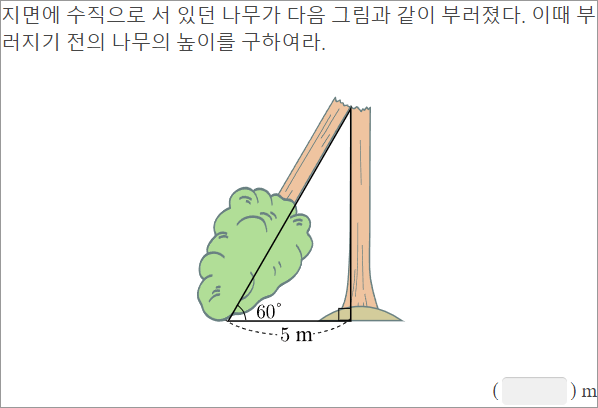 지면에 수직으로 서 있던 나무가 다음 그림과 같이 부러졌다. 이때 부
러지기 전의 나무의 높이를 구하여라.
60°
5 m
( ) m